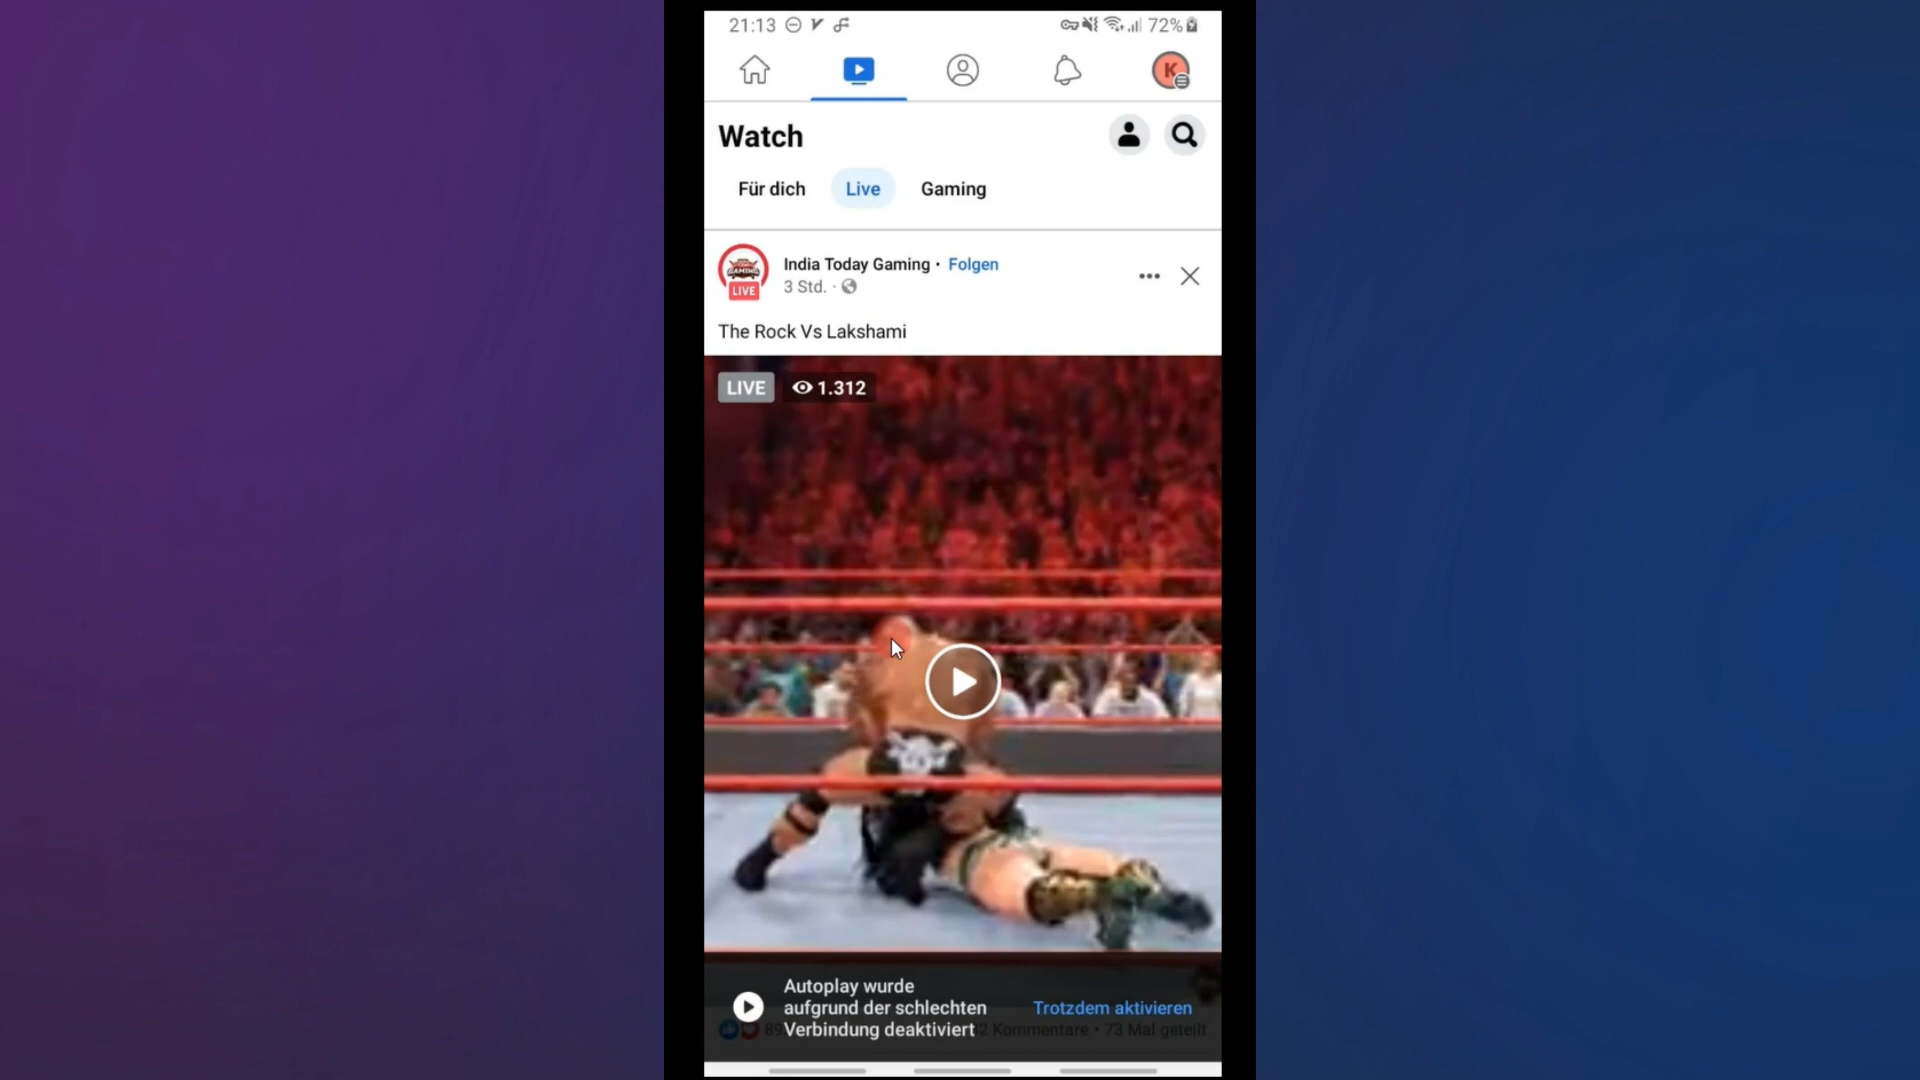 21:13
72%
K
Watch
Für dich
Live
Gaming
India Today Gaming • Folgen
GAMING
LIVE
3 Std. ·
The Rock Vs Lakshami
LIVE
1.312
Autoplay wurde
aufgrund der schlechten
Verbindung deaktiviert
Trotzdem aktivieren
Kommentare • 73 Mal geteilt